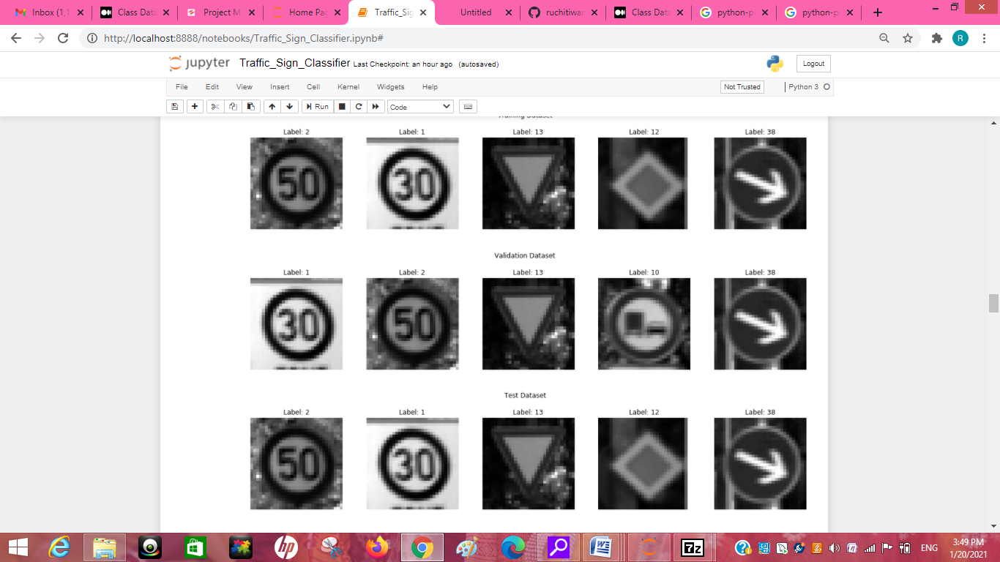 Inbox (1,1
Class Data
Project M
Home Pag
Traffic_Sig
Untitled
ruchitiwar
Class Data
python-p
python-p
http://localhost:8888/notebooks/Traffic_Sign_Classifier.ipynb#
R
jupyter Traffic_Sign_Classifier Last Checkpoint: an hour ago (autosaved)
Logout
File Edit View Insert Cell Kernel Widgets Help
Not Trusted Python 3
Run Code
Training Dataset
Label: 2 Label: 1 Label: 13 Label: 12 Label: 38
50 30
Validation Dataset
Label: 1 Label: 2 Label: 13 Label: 10 Label: 38
30 50
Test Dataset
Label: 2 Label: 1 Label: 13 Label: 12 Label: 38
50 30
hp
W
7z
ENG
3:49 PM
1/20/2021